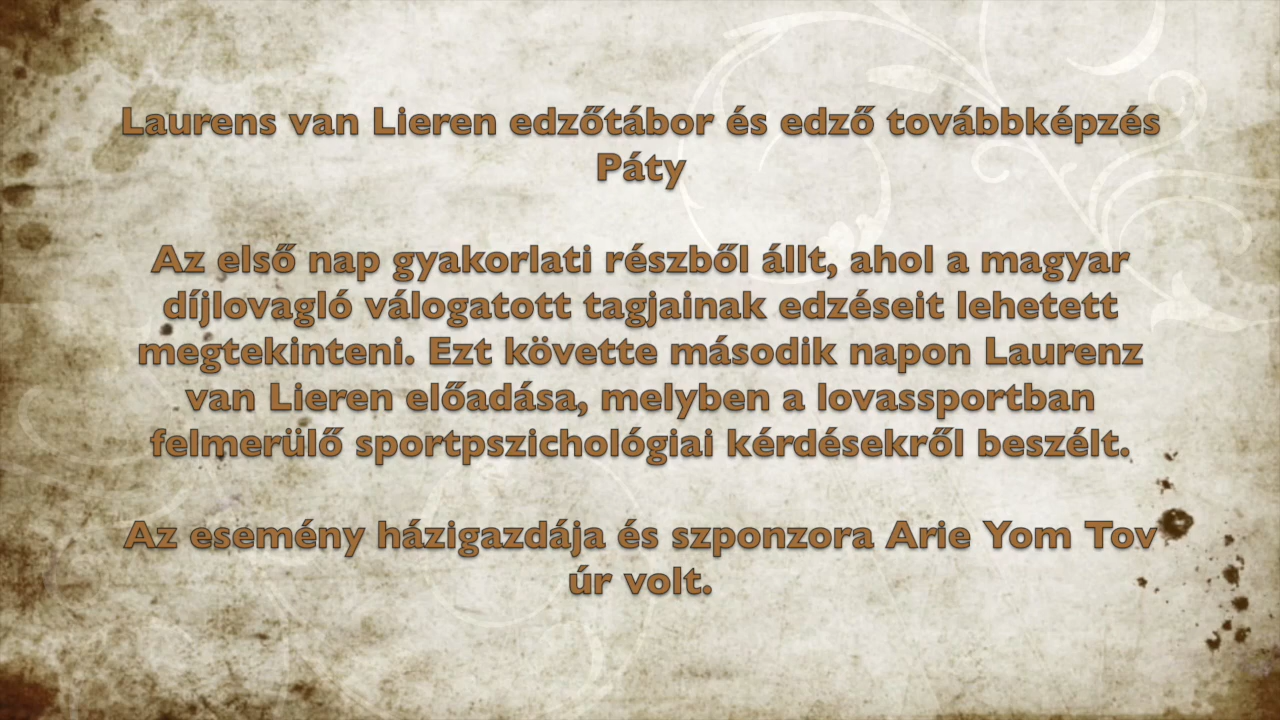 Laurens van Lieren edzőtábor és edző továbbképzés
Páty
Az első nap gyakorlati részből állt, ahol a magyar
díjlovagló válogatott tagjainak edzéseit lehetett
megtekinteni. Ezt követte második napon Laurenz
van Lieren előadása, melyben a lovassportban
felmerülő sportpszichológiai kérdésekről beszélt.
Az esemény házigazdája és szponzora Arie Yom Tov
úr volt.